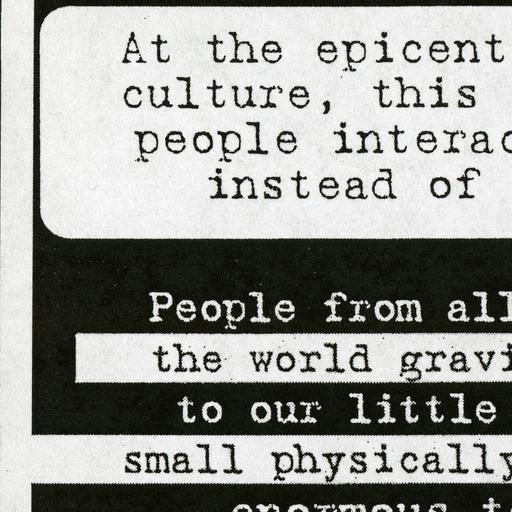 At the epicent
culture, this
people interac
instead of
People from all
the world gravi
to our little
small physically
enormous t